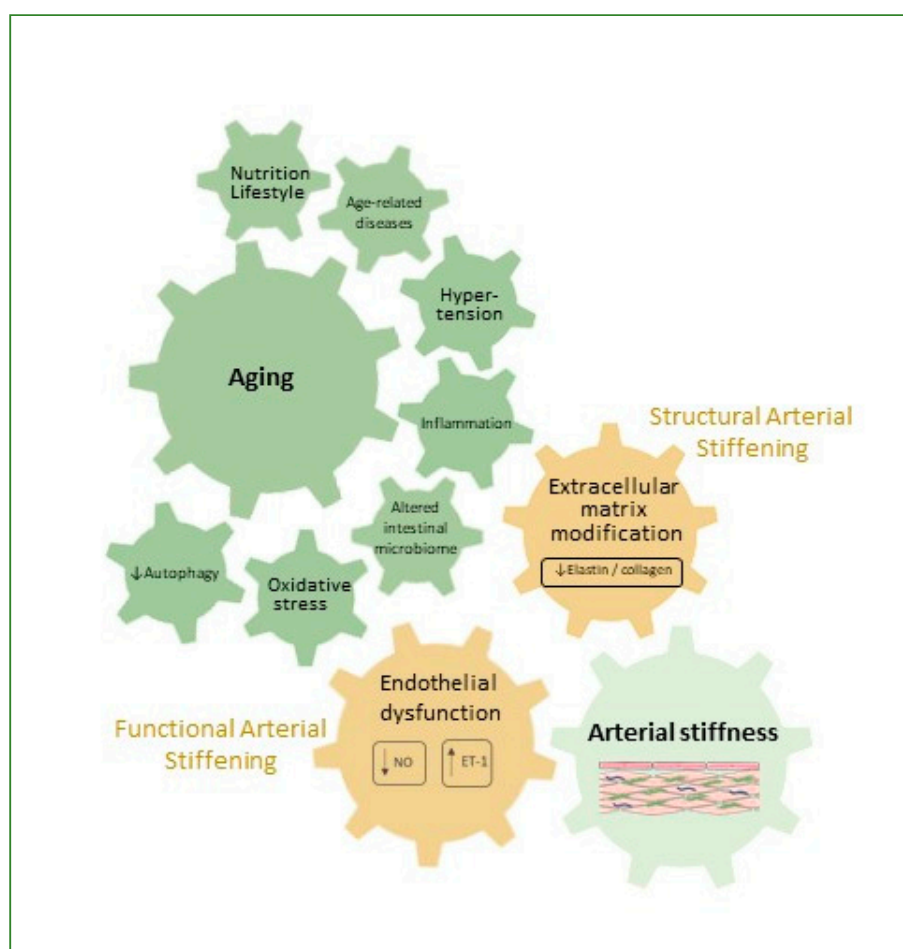 Nutrition
Lifestyle
Age-related
diseases
Hyper-
tension
Aging
Inflammation
Structural Arterial
Stiffening
Extracellular
matrix
modification
↓Elastin / collagen
Altered
intestinal
microbiome
↓Autophagy
Oxidative
stress
Endothelial
dysfunction
↓ NO
↑ ET-1
Functional Arterial
Stiffening
Arterial stiffness